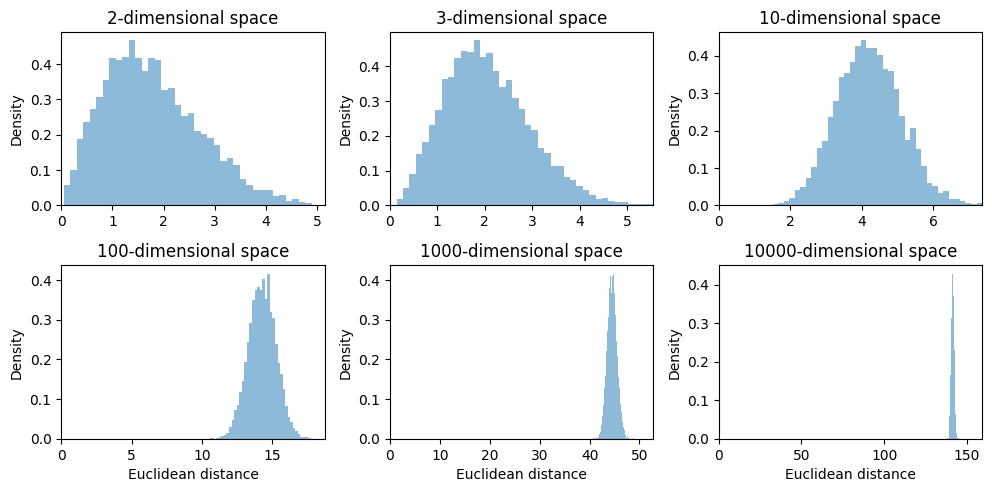 2-dimensional space
Density
0.0
0.1
0.2
0.3
0.4
0 1 2 3 4 5
3-dimensional space
Density
0.0
0.1
0.2
0.3
0.4
0 1 2 3 4 5
10-dimensional space
Density
0.0
0.1
0.2
0.3
0.4
0 2 4 6
100-dimensional space
Density
0.0
0.1
0.2
0.3
0.4
0 5 10 15
Euclidean distance
1000-dimensional space
Density
0.0
0.1
0.2
0.3
0.4
0 10 20 30 40 50
Euclidean distance
10000-dimensional space
Density
0.0
0.1
0.2
0.3
0.4
0 50 100 150
Euclidean distance